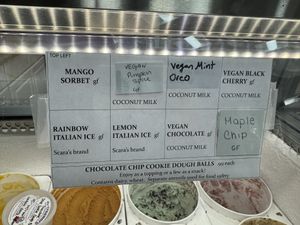 TOP LEFT
MANGO
SORBET gf
VEGAN
Pumpkin
Spice
GF
COCONUT MILK
Vegan Mint
Oreo
COCONUT MILK
VEGAN BLACK
CHERRY gf
COCONUT MILK
RAINBOW
ITALIAN ICE gf
Scara's brand
LEMON
ITALIAN ICE gf
Scara's brand
VEGAN
CHOCOLATE gf
COCONUT MILK
Maple
Chip
GF
CHOCOLATE CHIP COOKIE DOUGH BALLS
Enjoy as a topping or a few as a snack!
Contains dairy, wheat. Separate utensils used for food safety.